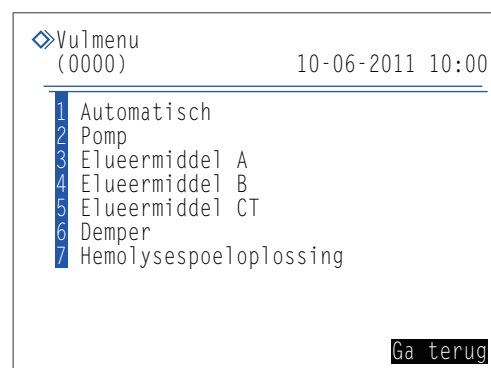 Vulmenu
(0000) 10-06-2011 10:00
1 Automatisch
2 Pomp
3 Elueermiddel A
4 Elueermiddel B
5 Elueermiddel CT
6 Demper
7 Hemolysespoeloplossing
Ga terug